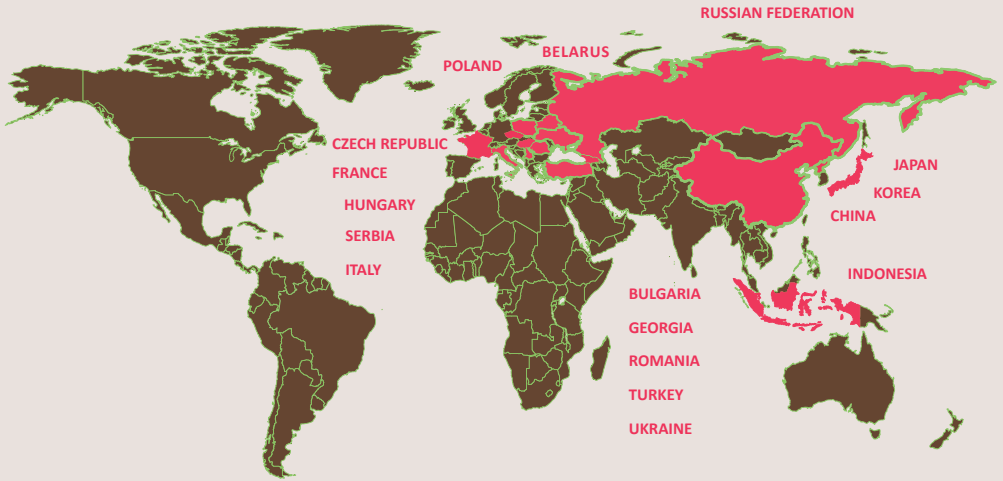 RUSSIAN FEDERATION
BELARUS
POLAND
CZECH REPUBLIC
FRANCE
HUNGARY
SERBIA
ITALY
JAPAN
KOREA
CHINA
INDONESIA
BULGARIA
GEORGIA
ROMANIA
TURKEY
UKRAINE